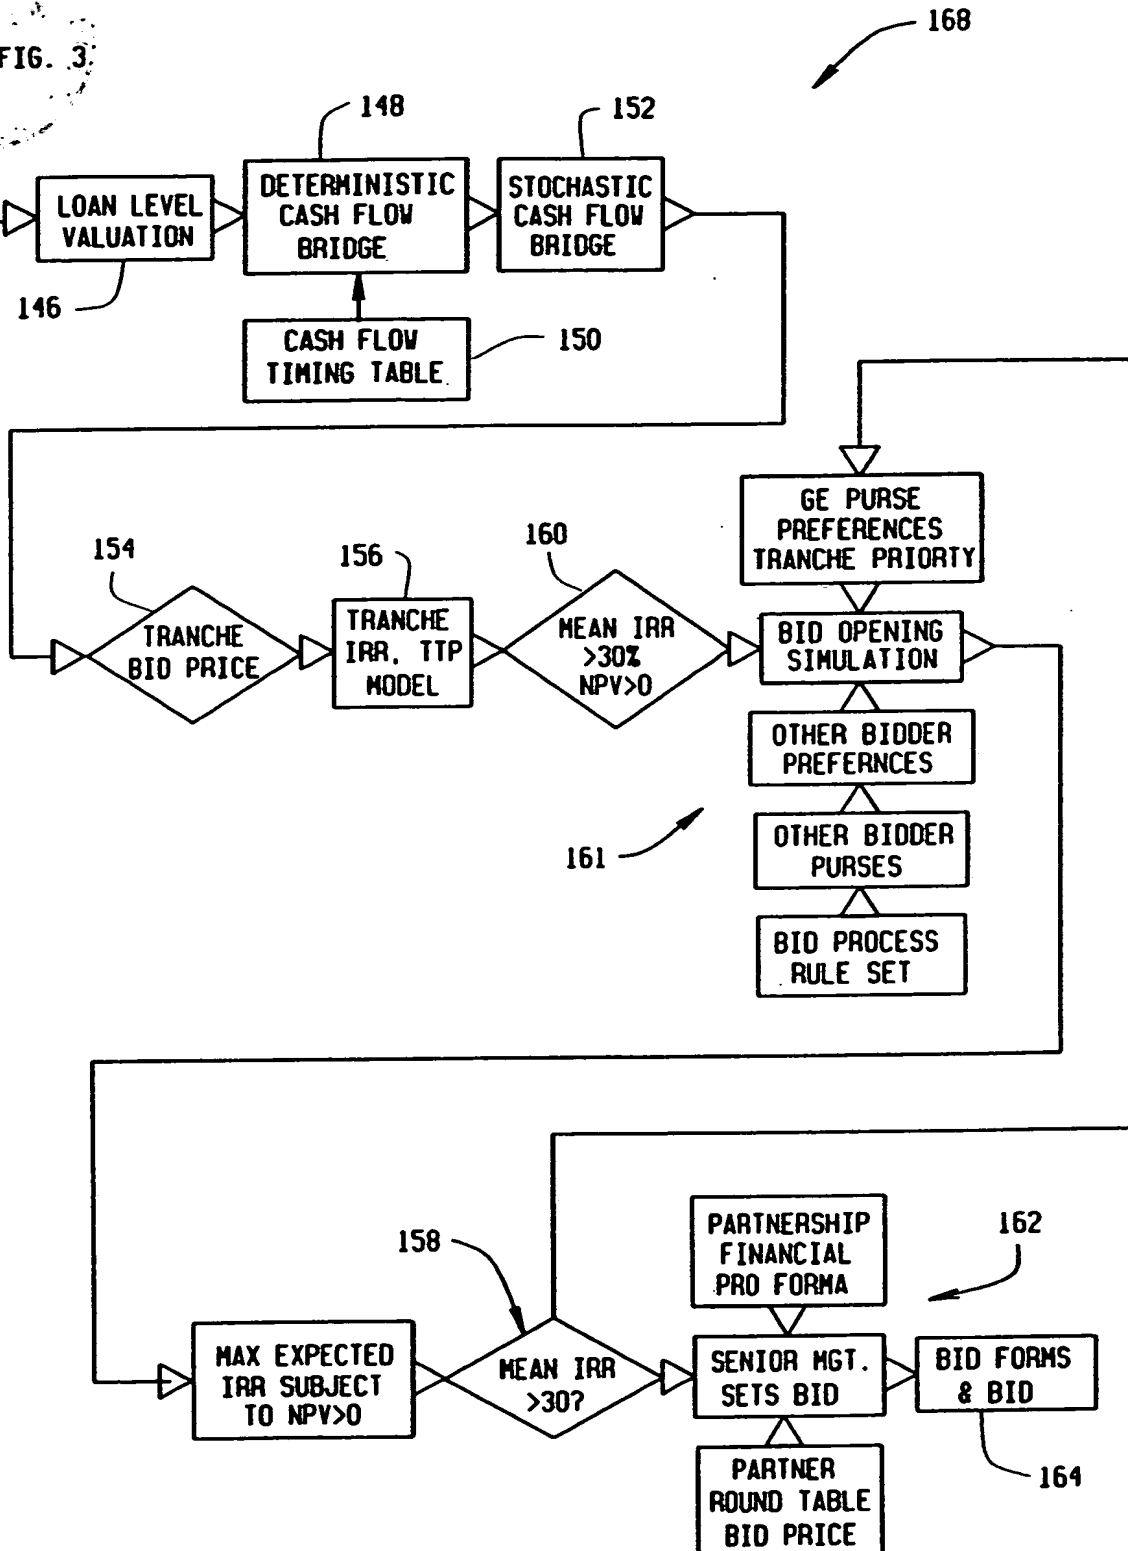 FIG. 3
168
148
152
DETERMINISTIC
CASH FLOW
BRIDGE
STOCHASTIC
CASH FLOW
BRIDGE
LOAN LEVEL
VALUATION
146
CASH FLOW
TIMING TABLE
150
GE PURSE
PREFERENCES
TRANCHE PRIORTY
154
156
160
TRANCHE
BID PRICE
TRANCHE
IRR, TTP
MODEL
MEAN IRR
>30%
NPV>0
BID OPENING
SIMULATION
OTHER BIDDER
PREFERNCES
161
OTHER BIDDER
PURSES
BID PROCESS
RULE SET
158
PARTNERSHIP
FINANCIAL
PRO FORMA
162
MAX EXPECTED
IRR SUBJECT
TO NPV>0
MEAN IRR
>30?
SENIOR MGT.
SETS BID
BID FORMS
& BID
164
PARTNER
ROUND TABLE
BID PRICE